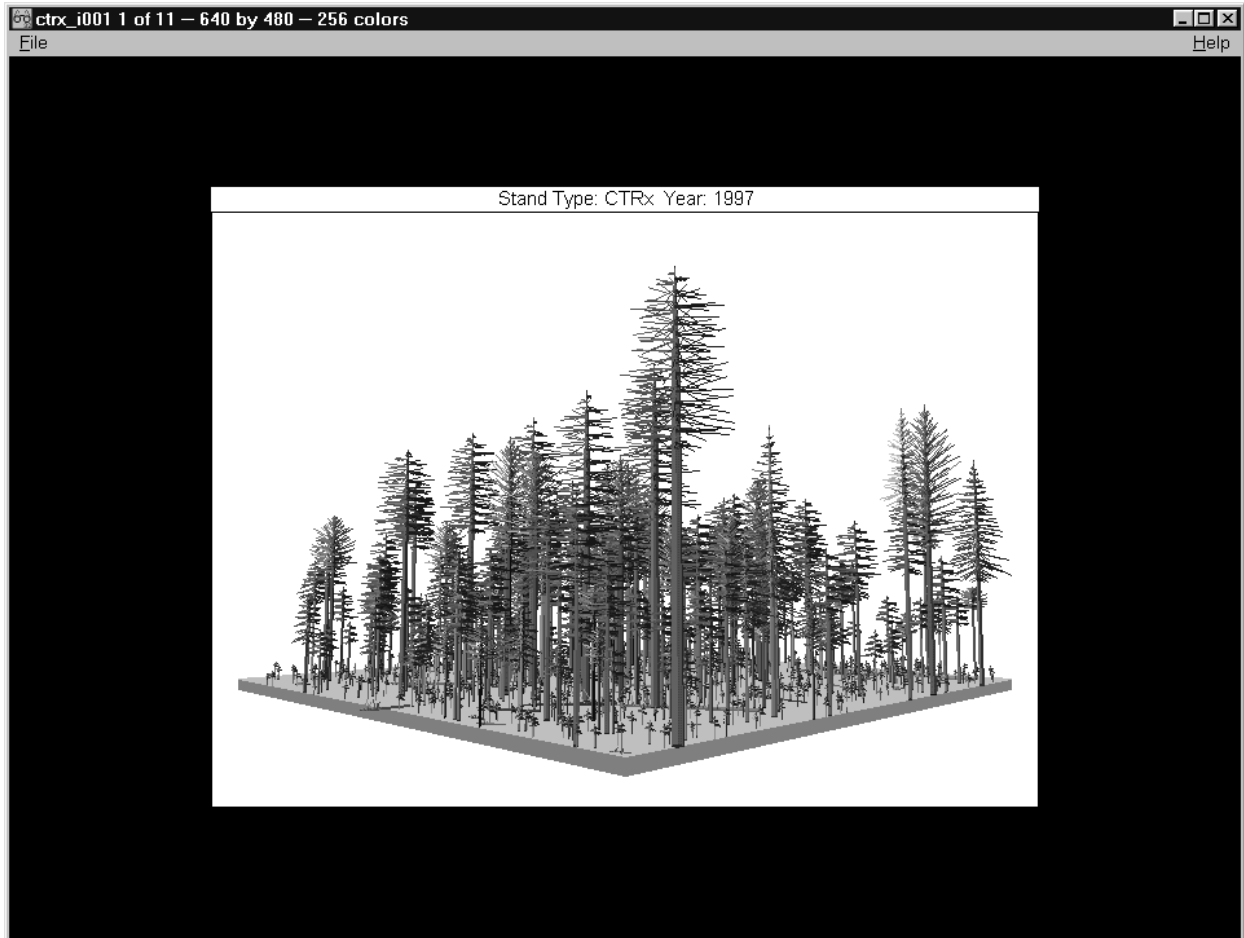 ctrx_i001 1 of 11 – 640 by 480 – 256 colors
File Help
Stand Type: CTRx Year: 1997